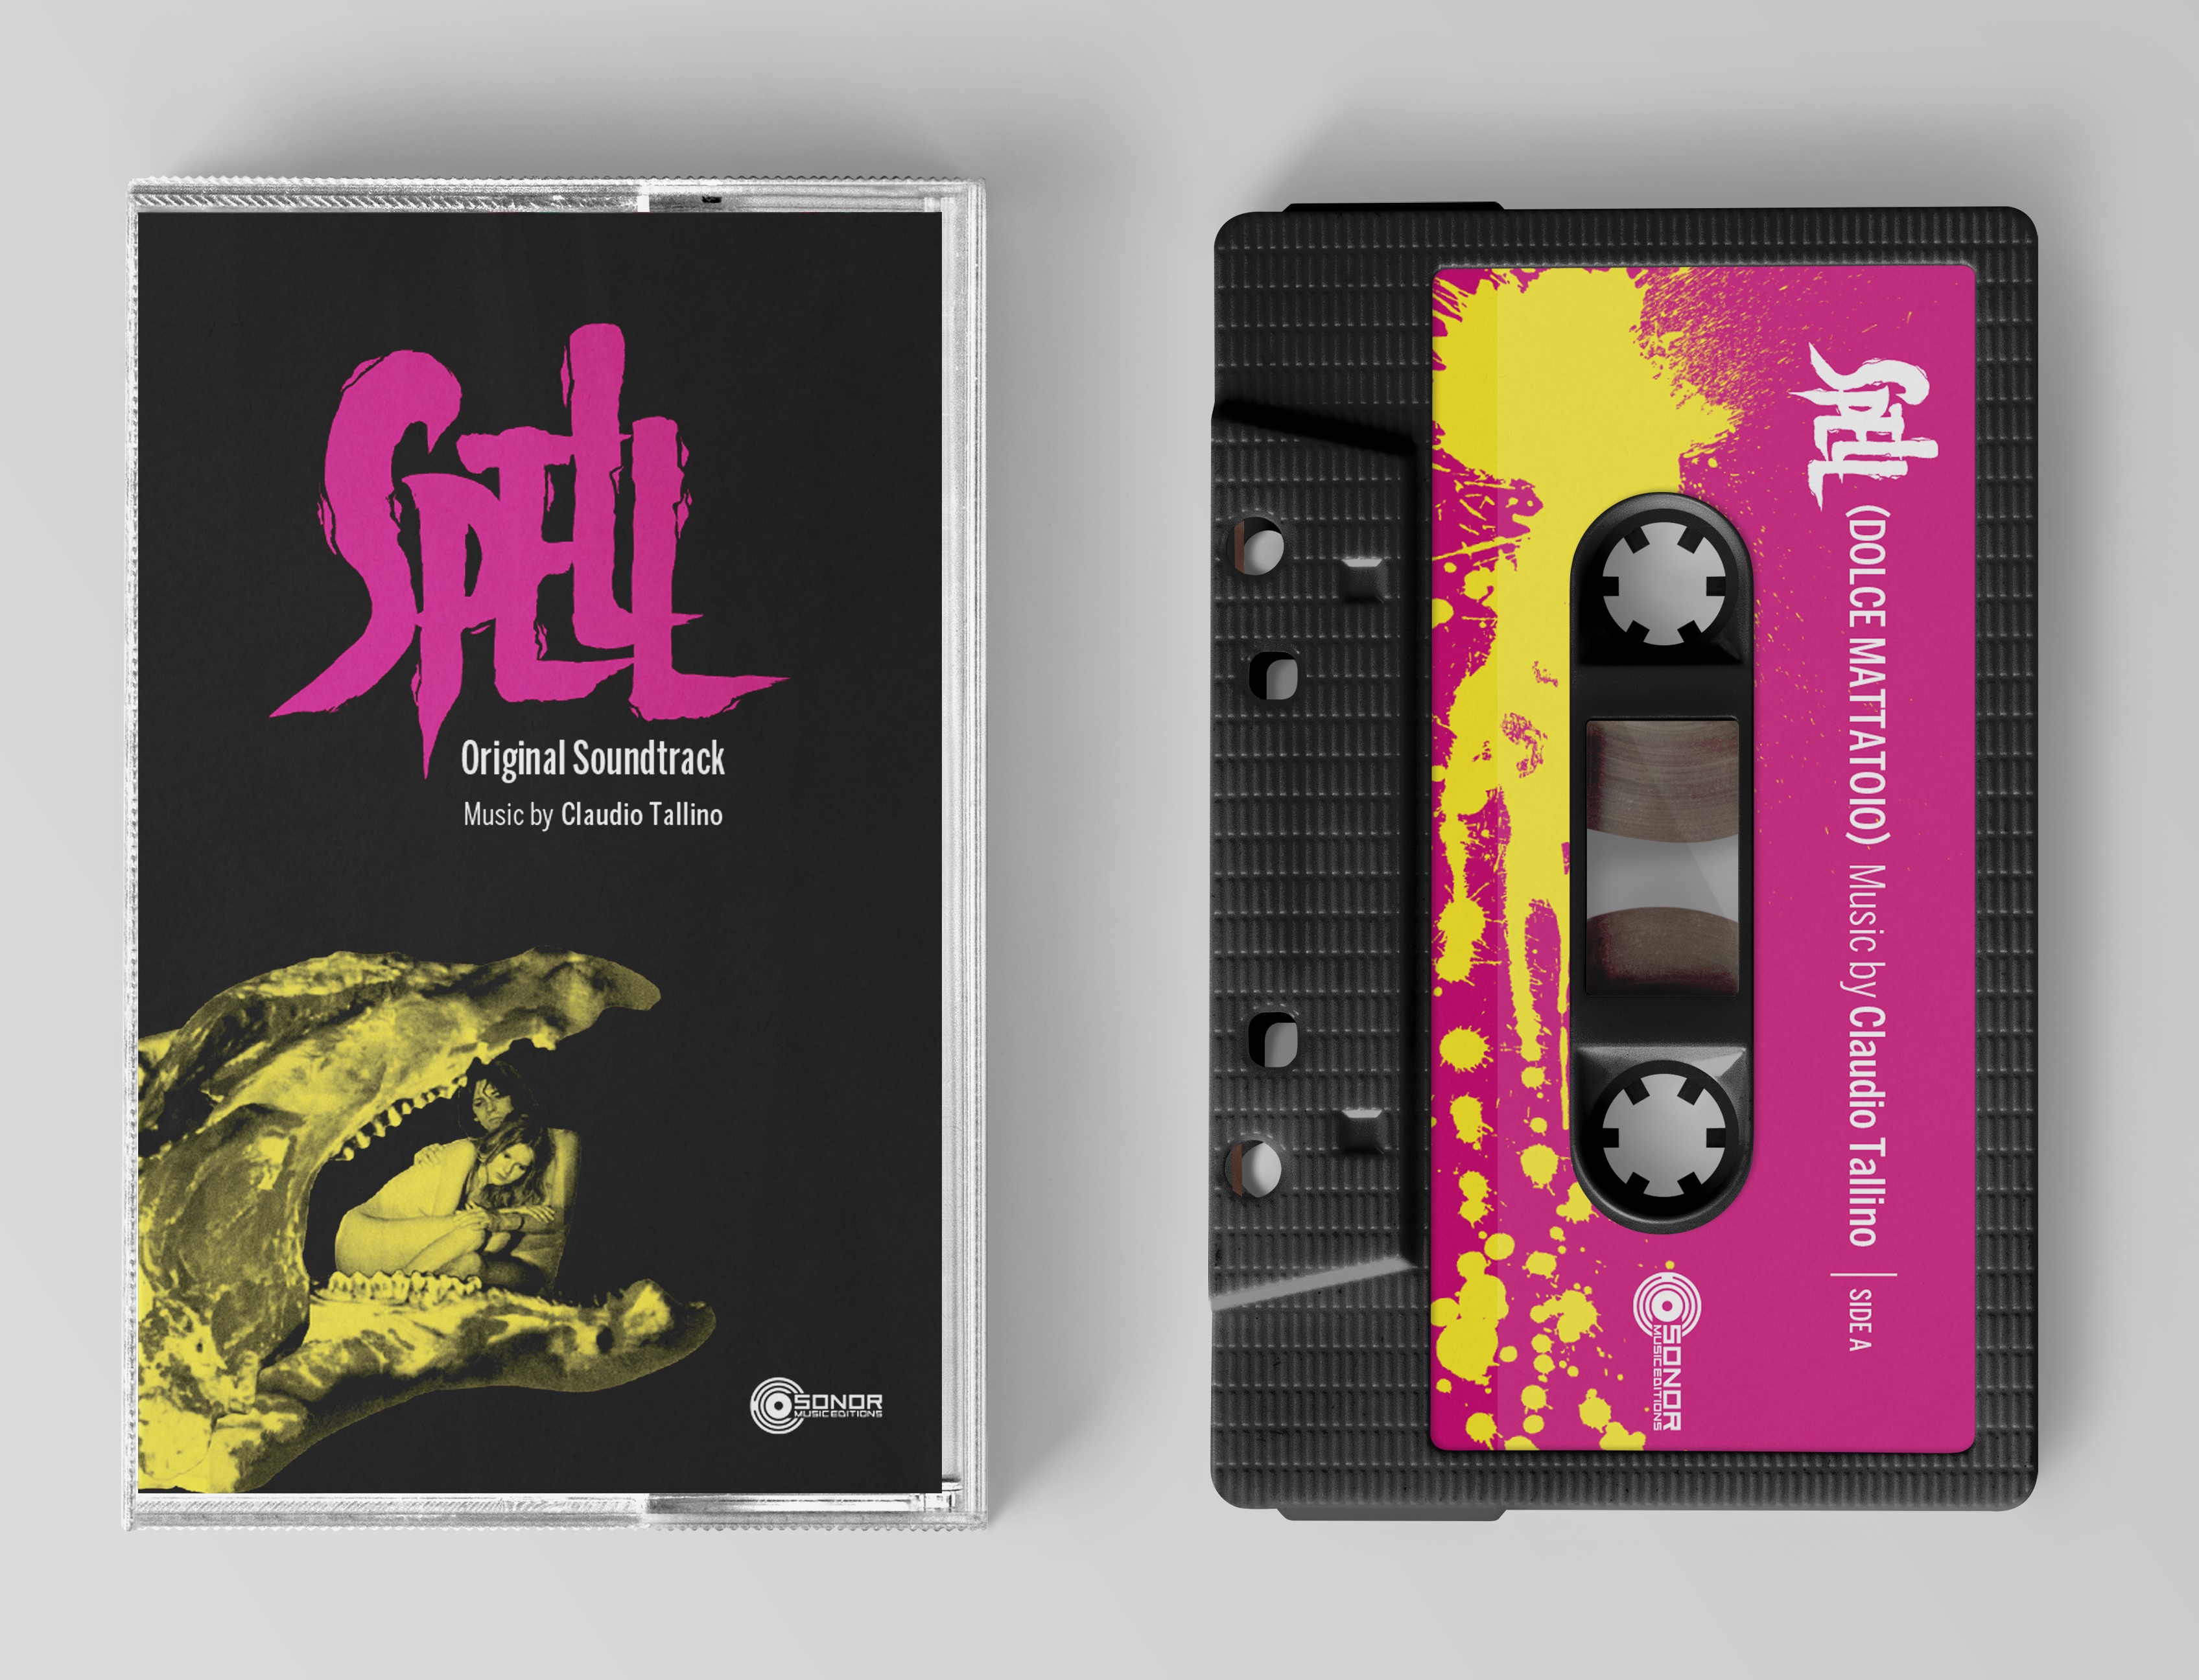 SPELL
Original Soundtrack
Music by Claudio Tallino
SONOR
MUSIC EDITIONS
SPELL (DOLCE MATTATOIO) Music by Claudio Tallino | SIDE A
SONOR
MUSIC EDITIONS